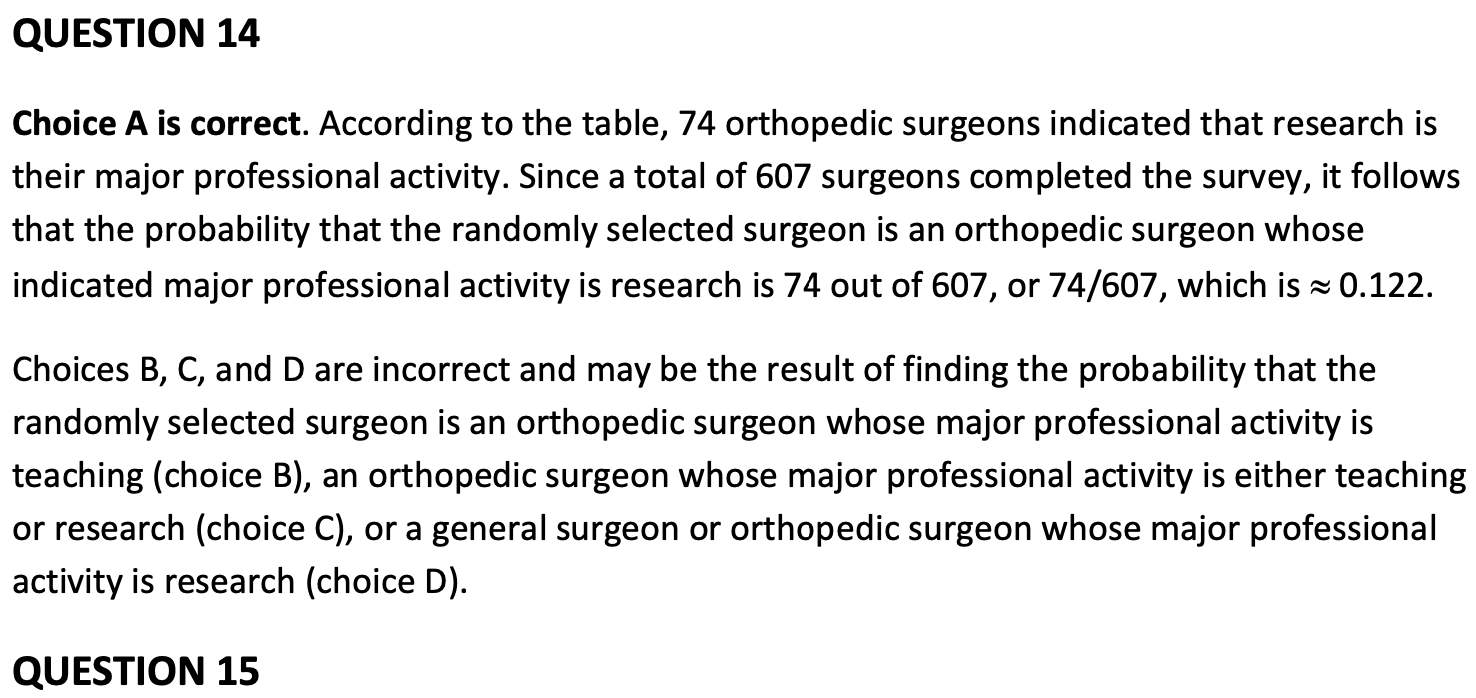 QUESTION 14
Choice A is correct. According to the table, 74 orthopedic surgeons indicated that research is
their major professional activity. Since a total of 607 surgeons completed the survey, it follows
that the probability that the randomly selected surgeon is an orthopedic surgeon whose
indicated major professional activity is research is 74 out of 607, or 74/607, which is ≈ 0.122.
Choices B, C, and D are incorrect and may be the result of finding the probability that the
randomly selected surgeon is an orthopedic surgeon whose major professional activity is
teaching (choice B), an orthopedic surgeon whose major professional activity is either teaching
or research (choice C), or a general surgeon or orthopedic surgeon whose major professional
activity is research (choice D).
QUESTION 15